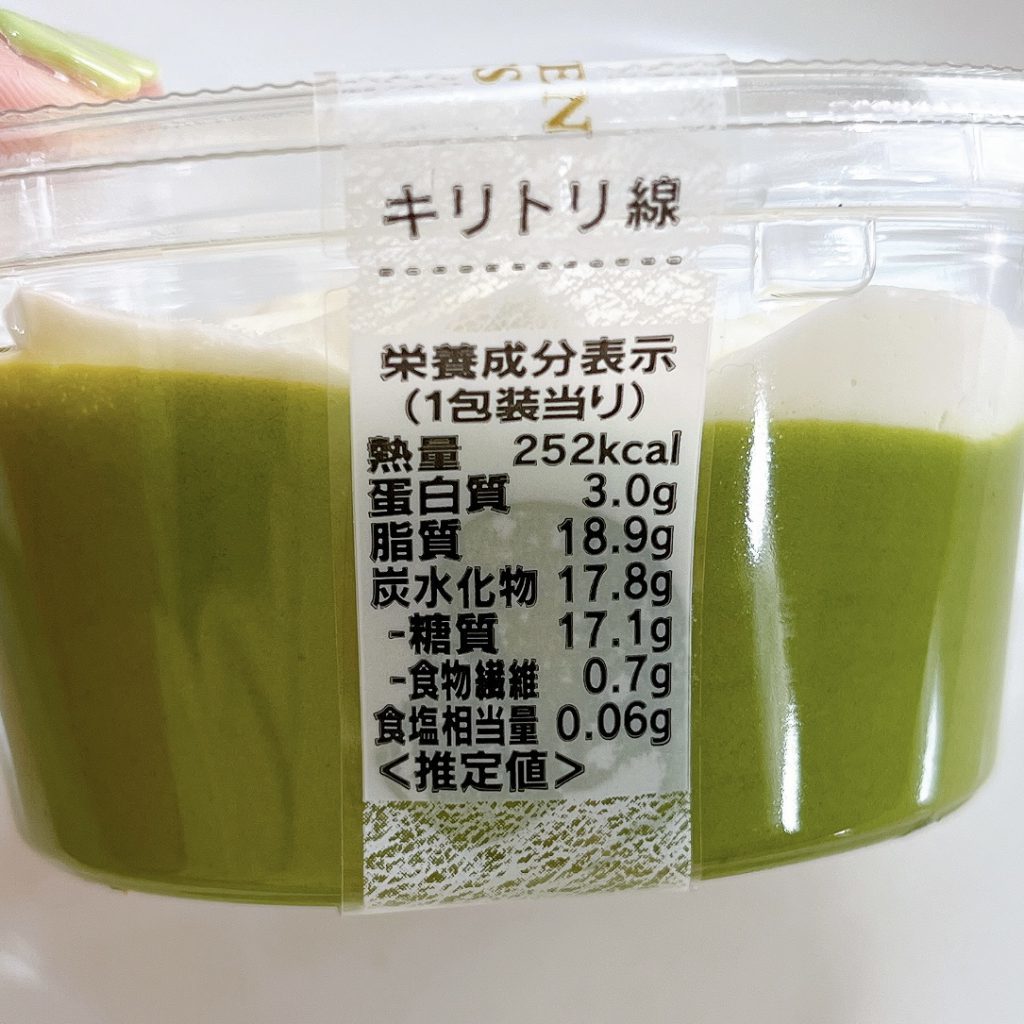 EN
S
キリトリ線
栄養成分表示
(1包装当り)
熱量 252kcal
蛋白質 3.0g
脂質 18.9g
炭水化物 17.8g
-糖質 17.1g
-食物繊維 0.7g
食塩相当量 0.06g
<推定値>